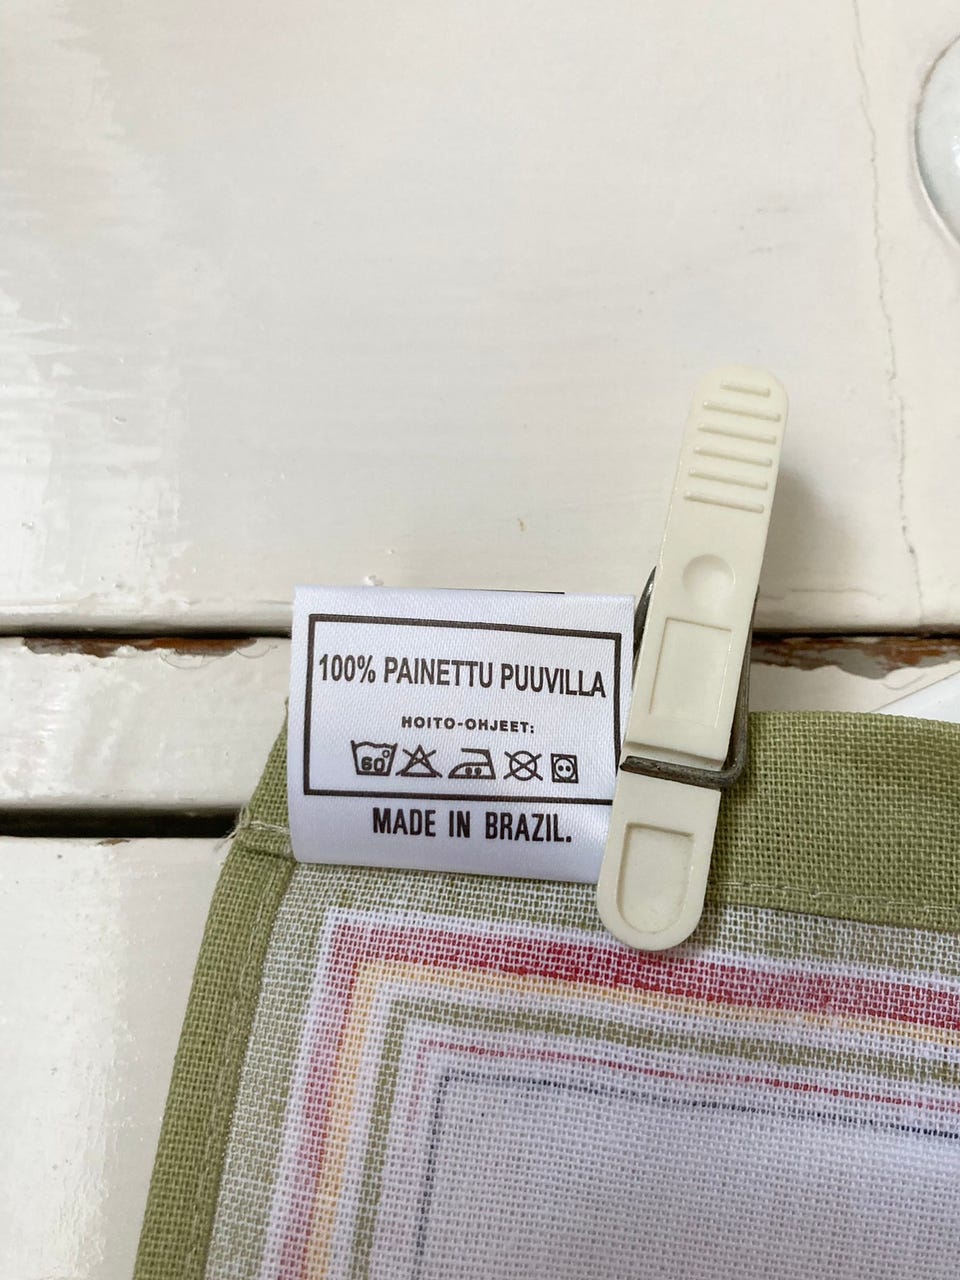 100% PAINETTU PUUVILLA
HOITO-OHJEET:
60°
MADE IN BRAZIL.